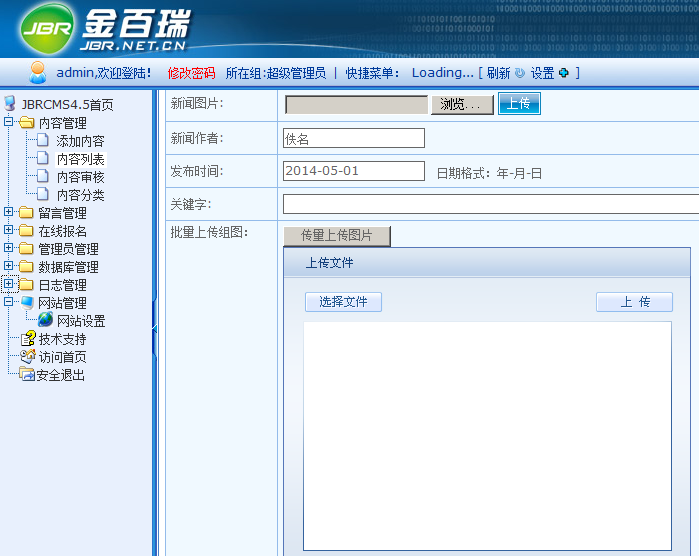 JBR 金百瑞
JBR.NET.CN
admin,欢迎登陆! 修改密码 所在组:超级管理员 | 快捷菜单: Loading... [ 刷新 设置 ]
JBRCMS4.5首页
内容管理
添加内容
内容列表
内容审核
内容分类
留言管理
在线报名
管理员管理
数据库管理
日志管理
网站管理
网站设置
技术支持
访问首页
安全退出
新闻图片: 浏览... 上传
新闻作者: 佚名
发布时间: 2014-05-01 日期格式: 年-月-日
关键字:
批量上传组图: 传量上传图片
上传文件
选择文件 上 传